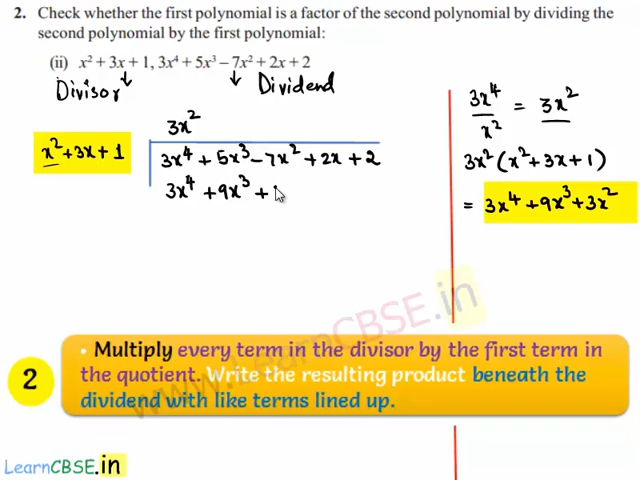 2. Check whether the first polynomial is a factor of the second polynomial by dividing the
second polynomial by the first polynomial:
(ii) x² + 3x + 1, 3x⁴ + 5x³ – 7x² + 2x + 2
Divisor ↓ ↓ Dividend
3x⁴/x² = 3x²
3x²
x²+3x+1 3x⁴ + 5x³ – 7x² + 2x + 2
3x²(x²+3x+1)
3x⁴ + 9x³ +
= 3x⁴+9x³+3x²
www.LearnCBSE.in
2
• Multiply every term in the divisor by the first term in
the quotient. Write the resulting product beneath the
dividend with like terms lined up.
LearnCBSE.in